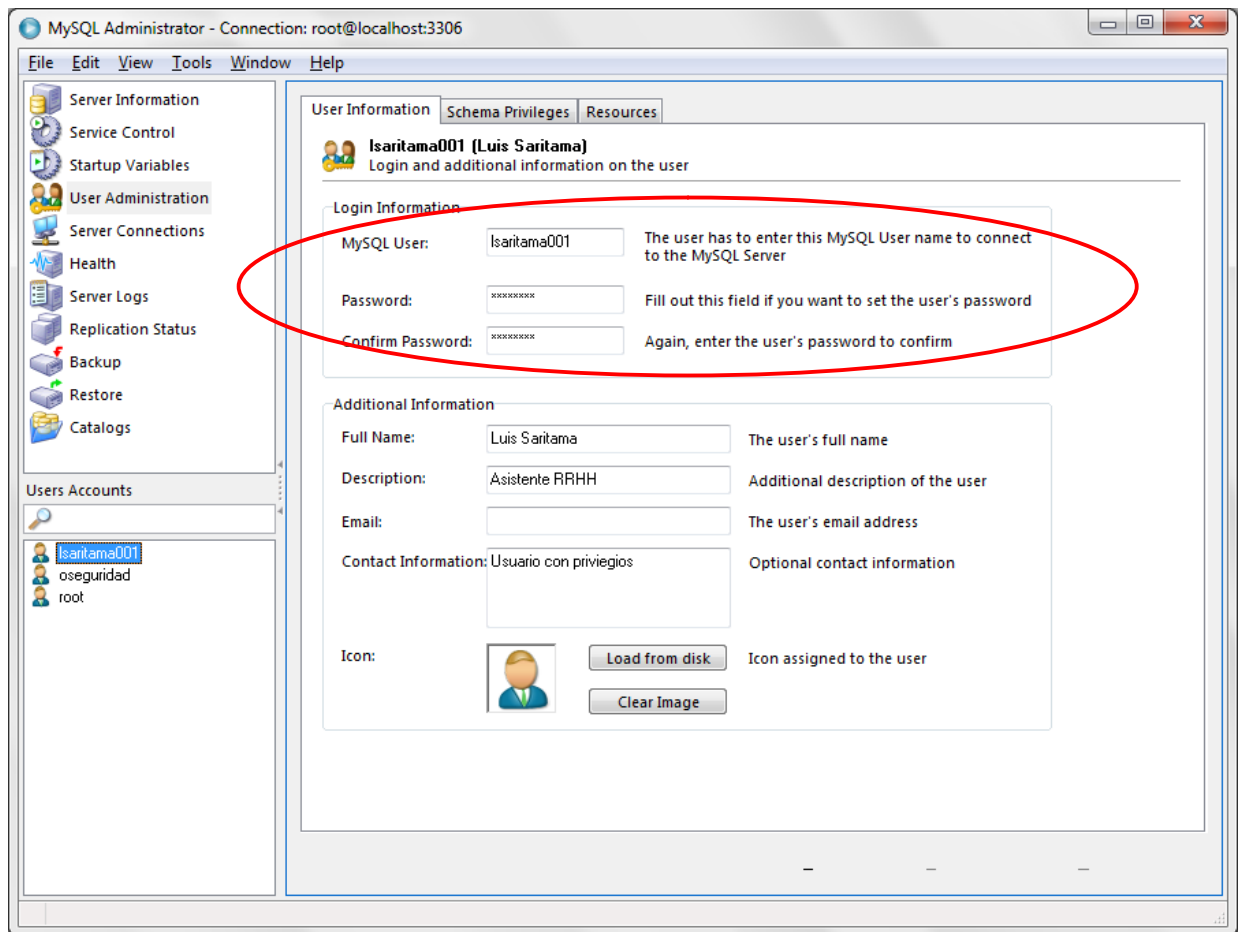 MySQL Administrator - Connection: root@localhost:3306
File Edit View Tools Window Help
Server Information
Service Control
Startup Variables
User Administration
Server Connections
Health
Server Logs
Replication Status
Backup
Restore
Catalogs
Users Accounts
lsaritama001
oseguridad
root
User Information Schema Privileges Resources
lsaritama001 (Luis Saritama)
Login and additional information on the user
Login Information
MySQL User: lsaritama001 The user has to enter this MySQL User name to connect
to the MySQL Server
Password: ******** Fill out this field if you want to set the user's password
Confirm Password: ******** Again, enter the user's password to confirm
Additional Information
Full Name: Luis Saritama The user's full name
Description: Asistente RRHH Additional description of the user
Email: The user's email address
Contact Information: Usuario con priviegios Optional contact information
Icon: Load from disk Icon assigned to the user
Clear Image